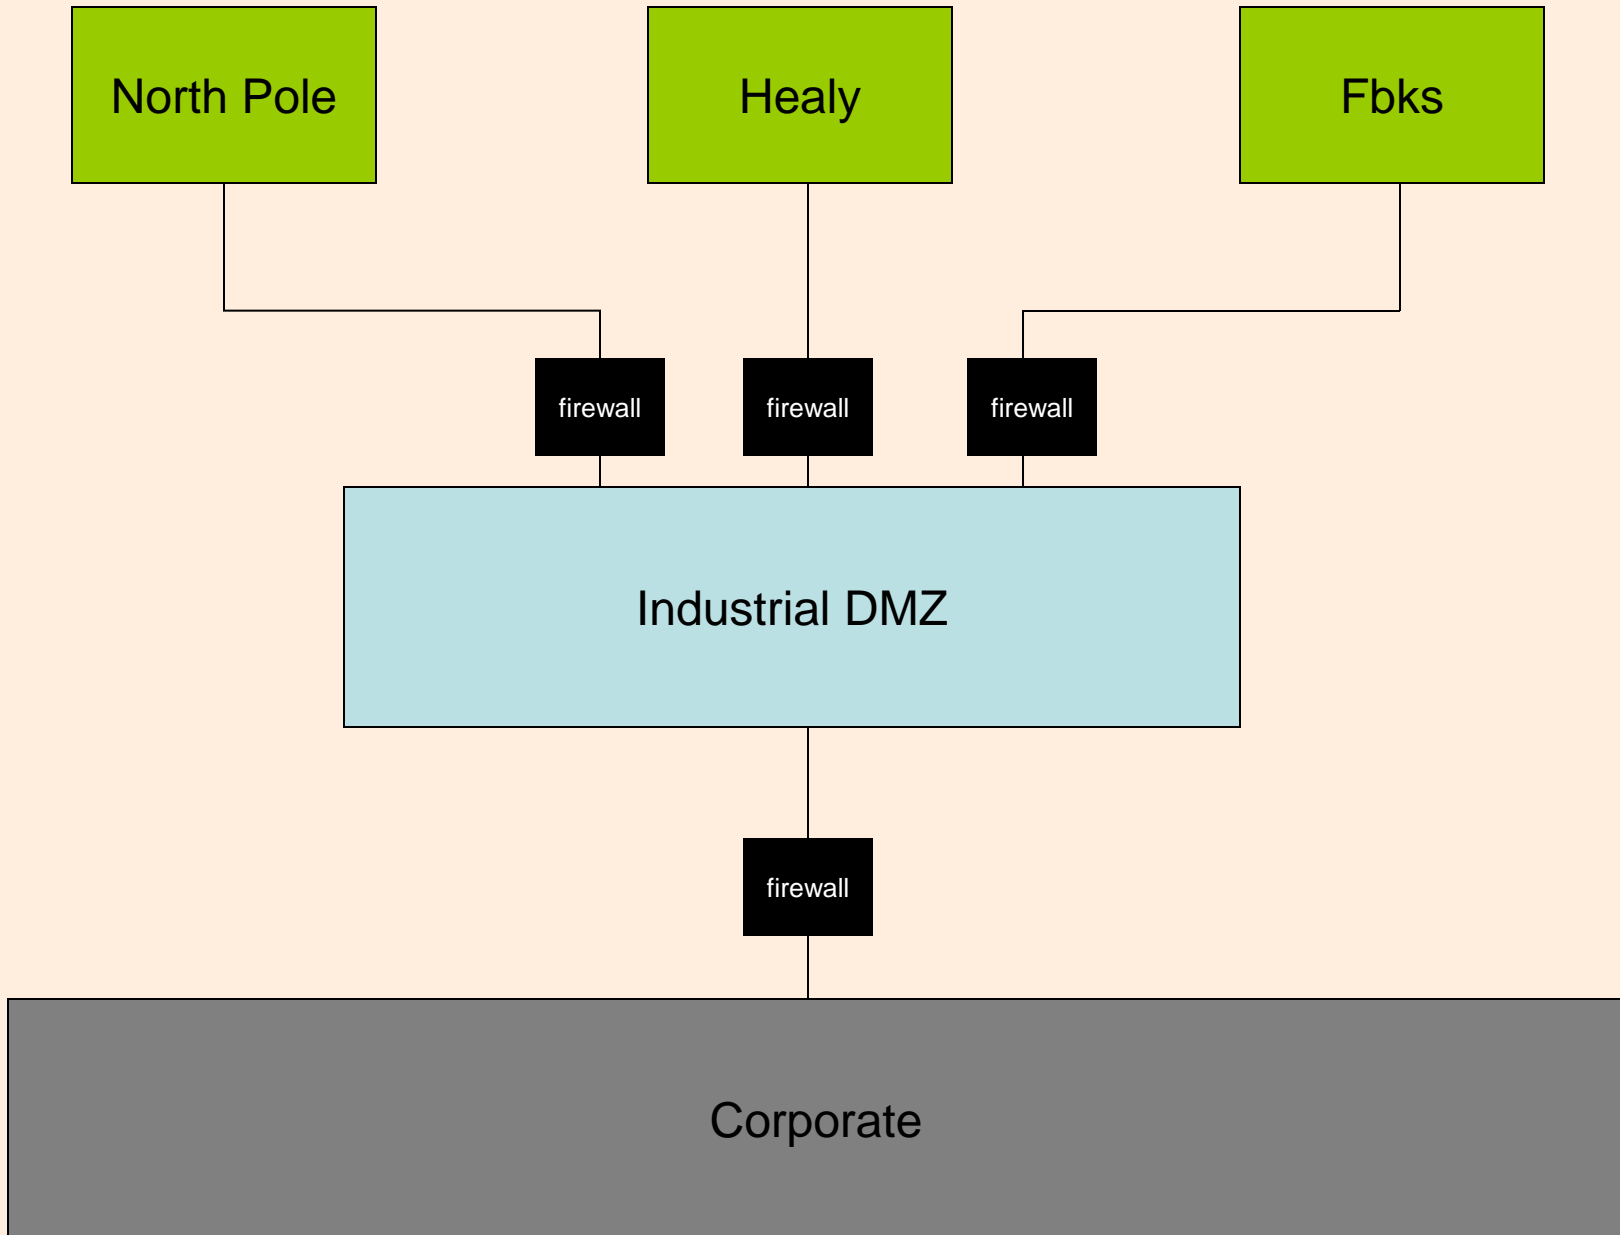 North Pole
Healy
Fbks
firewall
firewall
firewall
Industrial DMZ
firewall
Corporate